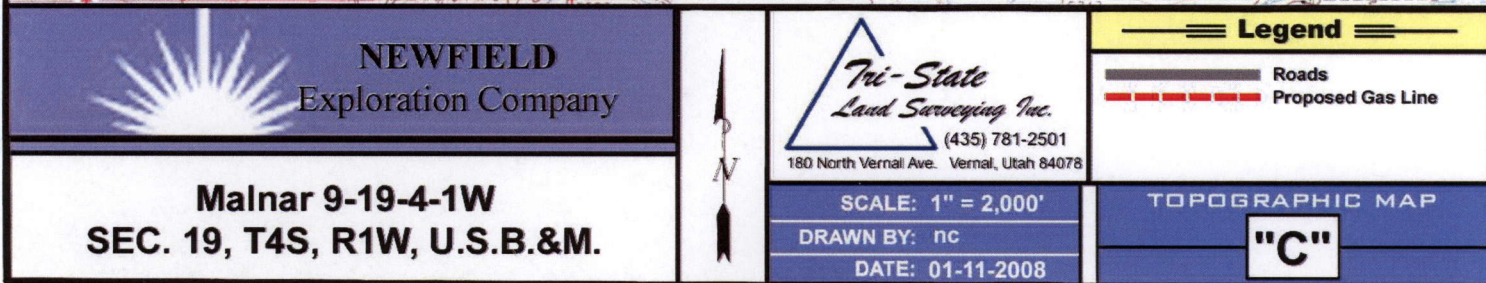 NEWFIELD
Exploration Company
Malnar 9-19-4-1W
SEC. 19, T4S, R1W, U.S.B.&M.
N
Tri-State
Land Surveying Inc.
(435) 781-2501
180 North Vernal Ave. Vernal, Utah 84078
SCALE: 1" = 2,000'
DRAWN BY: nc
DATE: 01-11-2008
Legend
Roads
Proposed Gas Line
TOPOGRAPHIC MAP
"C"